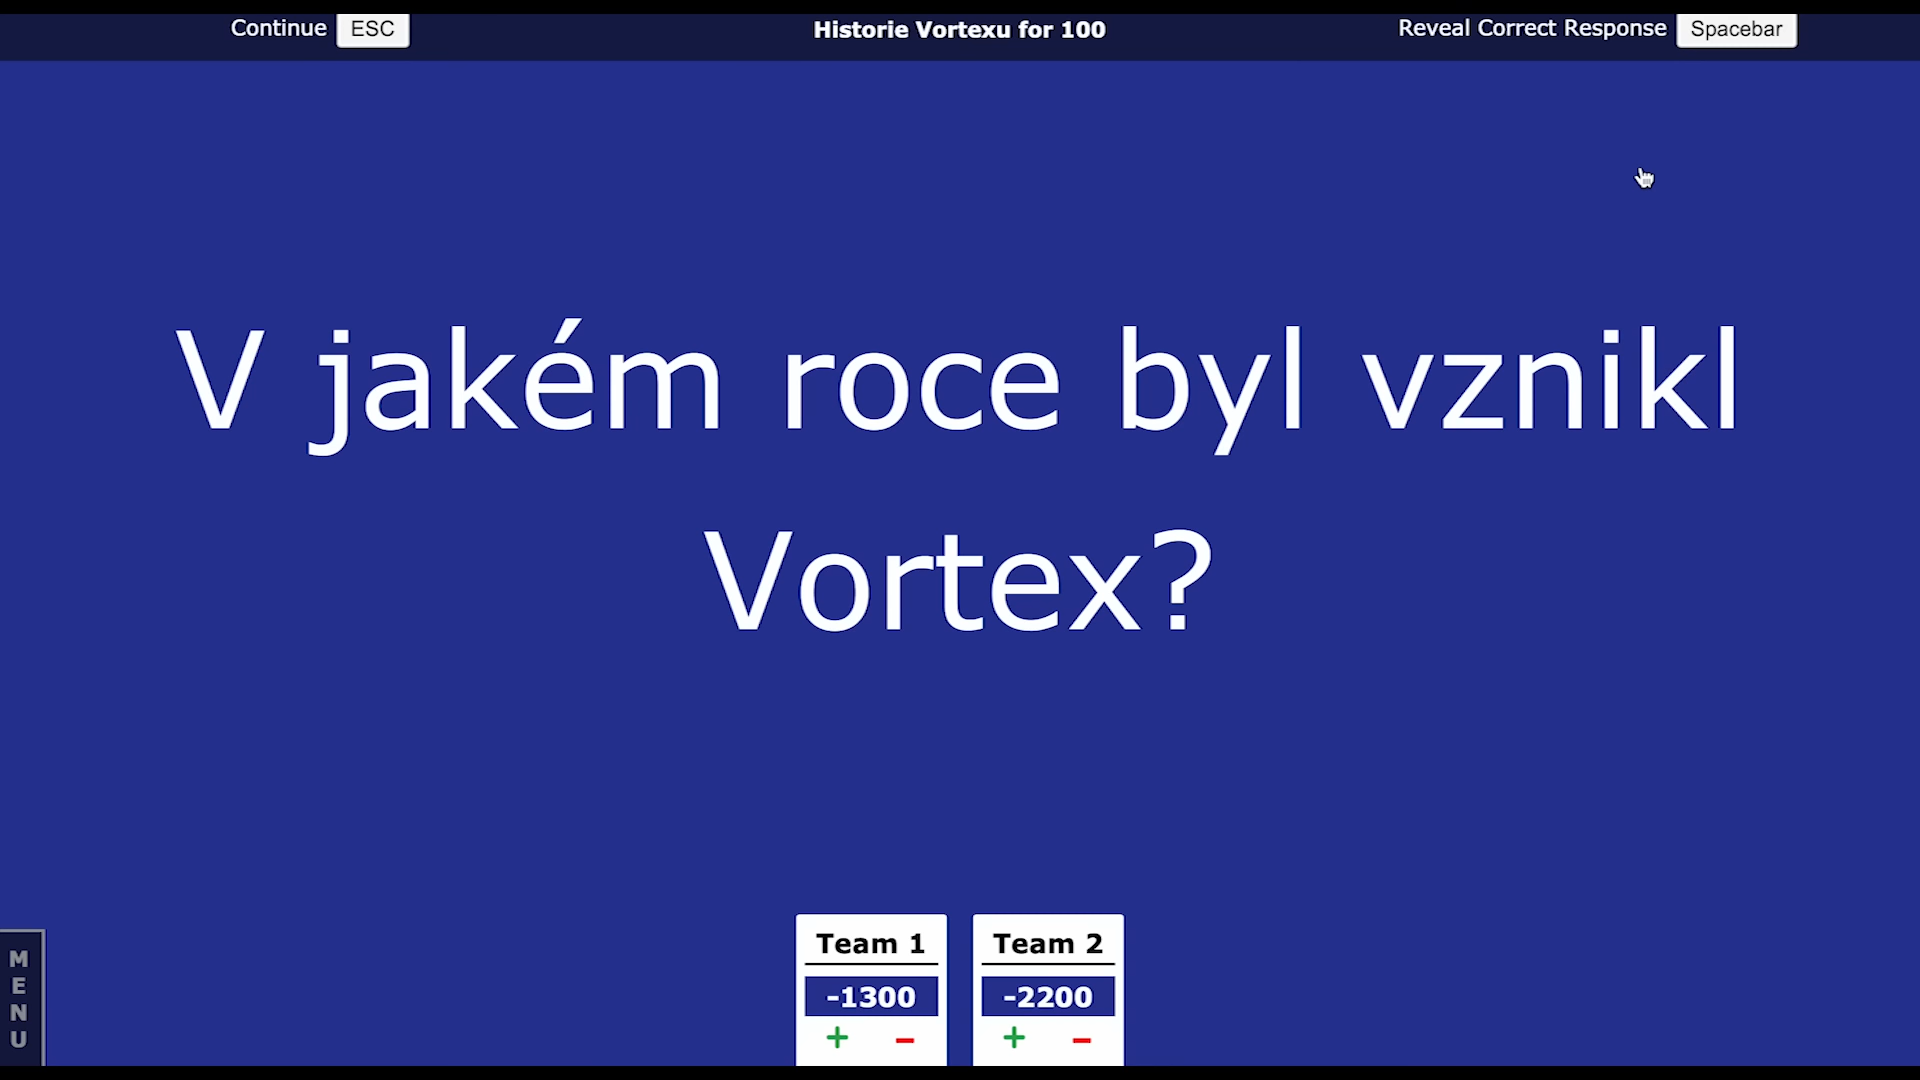 Continue ESC Historie Vortexu for 100 Reveal Correct Response Spacebar
V jakém roce byl vznikl
Vortex?
MENU
Team 1 Team 2
-1300 -2200
+ - + -